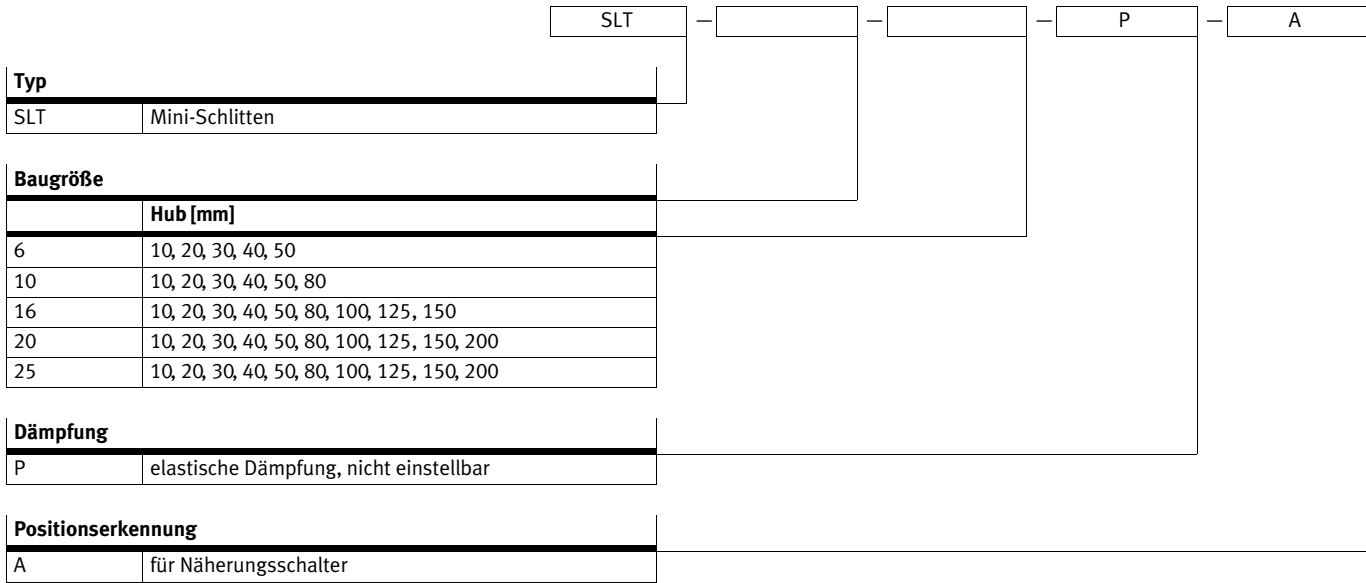 SLT — — — P — A
Typ
SLT Mini-Schlitten
Baugröße
Hub [mm]
6 10, 20, 30, 40, 50
10 10, 20, 30, 40, 50, 80
16 10, 20, 30, 40, 50, 80, 100, 125, 150
20 10, 20, 30, 40, 50, 80, 100, 125, 150, 200
25 10, 20, 30, 40, 50, 80, 100, 125, 150, 200
Dämpfung
P elastische Dämpfung, nicht einstellbar
Positionserkennung
A für Näherungsschalter